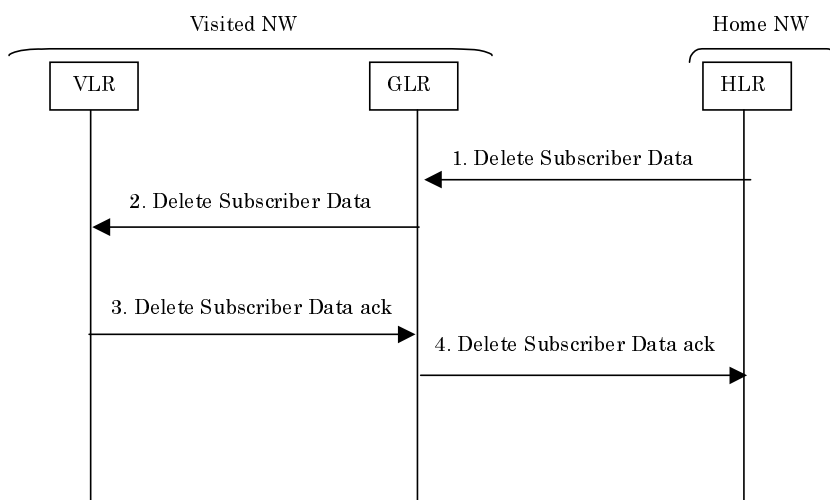 Visited NW
Home NW
VLR
GLR
HLR
1. Delete Subscriber Data
2. Delete Subscriber Data
3. Delete Subscriber Data ack
4. Delete Subscriber Data ack